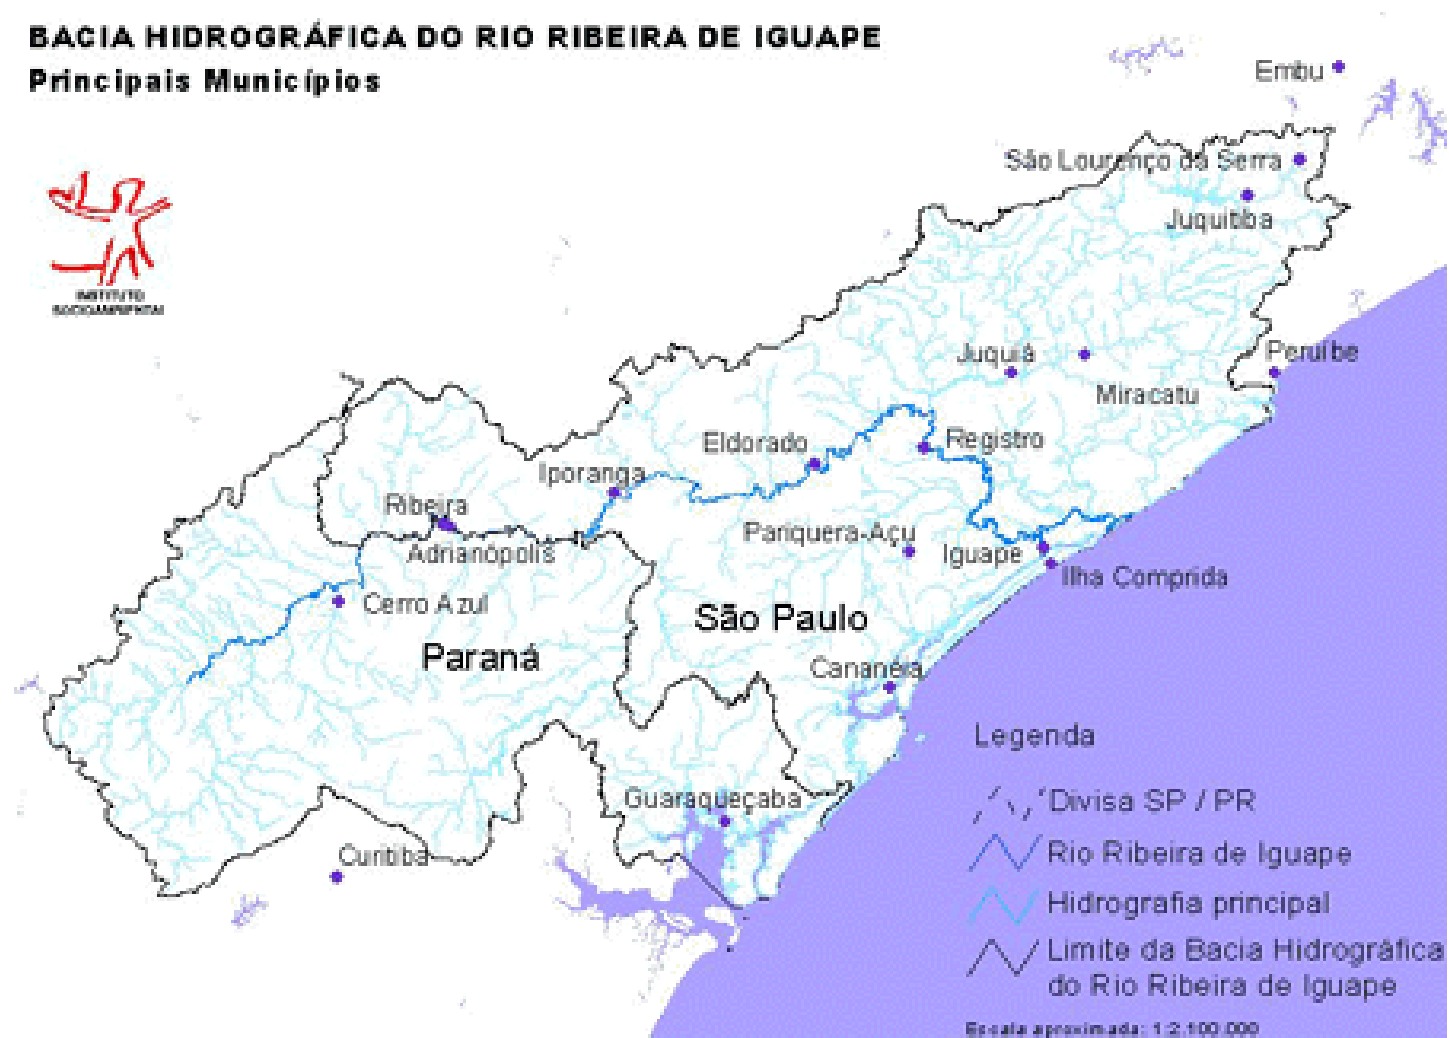 BACIA HIDROGRÁFICA DO RIO RIBEIRA DE IGUAPE
Principais Municípios
Embu
São Lourenço da Serra
Juquitiba
INSTITUTO
SOCIOAMBIENTAL
Juquiá
Peruíbe
Miracatu
Eldorado
Registro
Iporanga
Ribeira
Pariquera-Açu
Iguape
Adrianópolis
Ilha Comprida
Cerro Azul
São Paulo
Paraná
Cananéia
Legenda
Guaraqueçaba
Divisa SP / PR
Curitiba
Rio Ribeira de Iguape
Hidrografia principal
Limite da Bacia Hidrográfica
do Rio Ribeira de Iguape
Escala aproximada: 1:2.100.000